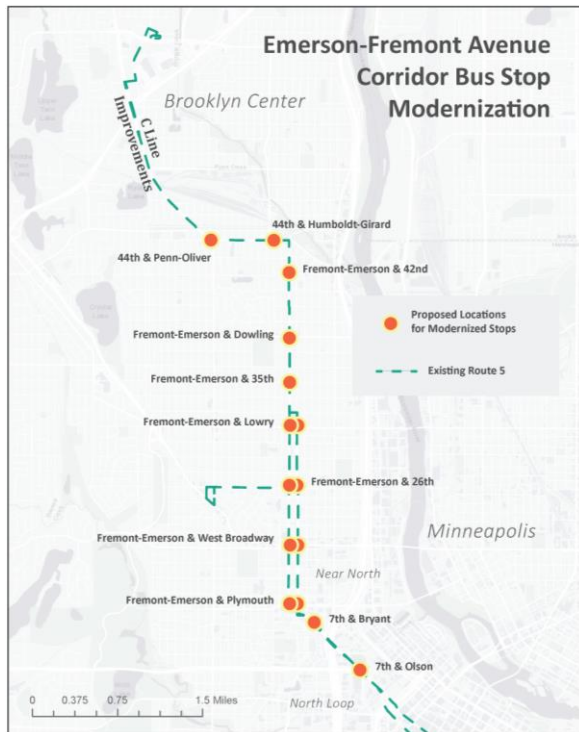 Emerson-Fremont Avenue
Corridor Bus Stop
Modernization
Brooklyn Center
C Line
Improvements
44th & Humboldt-Girard
44th & Penn-Oliver
Fremont-Emerson & 42nd
Proposed Locations
for Modernized Stops
Fremont-Emerson & Dowling
Existing Route 5
Fremont-Emerson & 35th
Fremont-Emerson & Lowry
Fremont-Emerson & 26th
Minneapolis
Fremont-Emerson & West Broadway
Near North
Fremont-Emerson & Plymouth
7th & Bryant
7th & Olson
North Loop
0 0.375 0.75 1.5 Miles